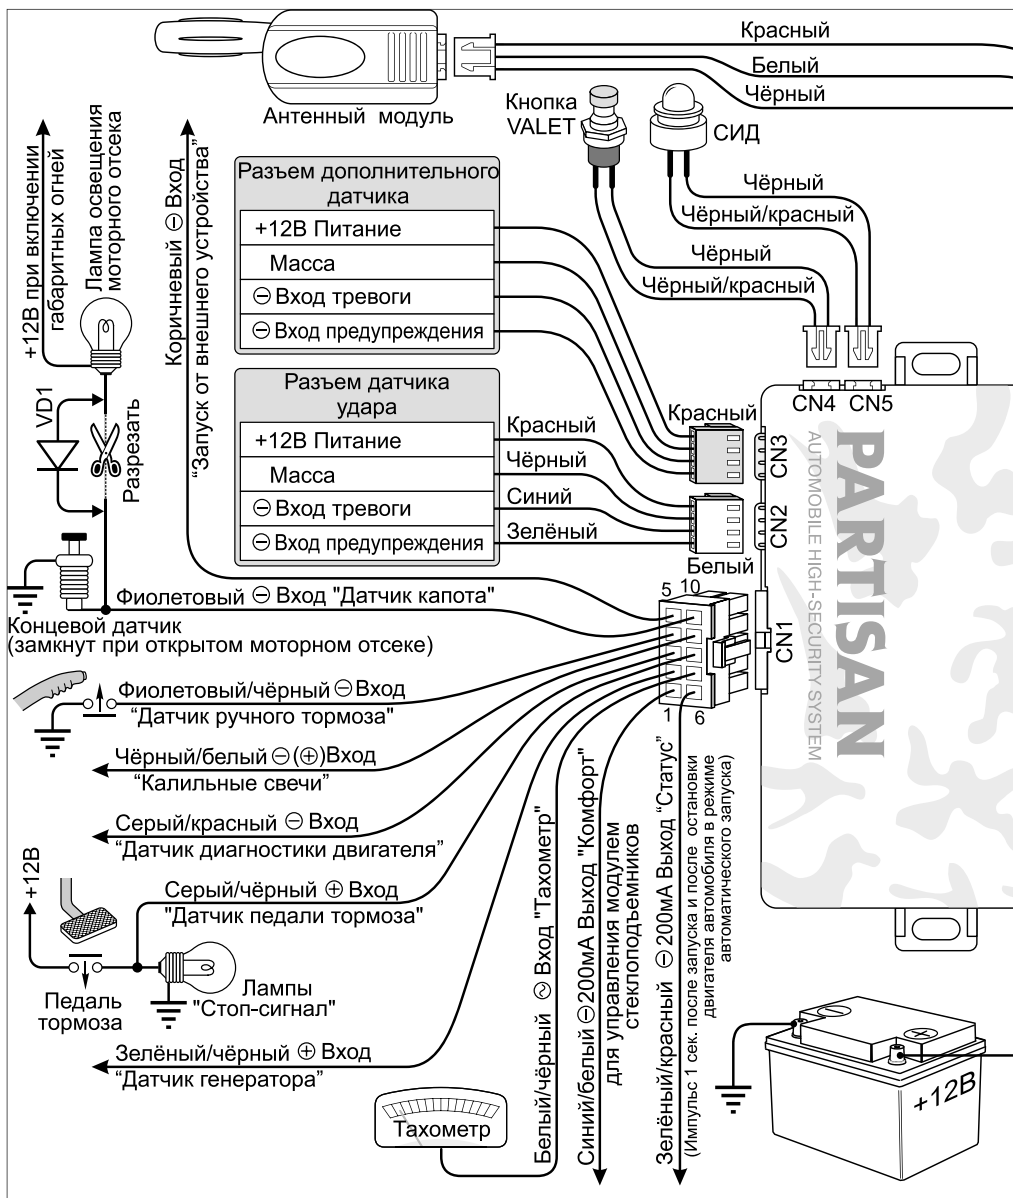 Красный
Белый
Чёрный
Антенный модуль
Кнопка
VALET
СИД
Чёрный
Чёрный/красный
Чёрный
Чёрный/красный
+12В при включении
габаритных огней
Лампа освещения
моторного отсека
Коричневый ⊖ Вход
“Запуск от внешнего устройства”
Разъем дополнительного
датчика
+12В Питание
Масса
⊖ Вход тревоги
⊖ Вход предупреждения
Разъем датчика
удара
+12В Питание
Масса
⊖ Вход тревоги
⊖ Вход предупреждения
Красный
Чёрный
Синий
Зелёный
Красный
Белый
VD1
Разрезать
CN4
CN5
CN3
CN2
CN1
PARTISAN
AUTOMOBILE HIGH-SECURITY SYSTEM
5
10
1
6
Фиолетовый ⊖ Вход "Датчик капота"
Концевой датчик
(замкнут при открытом моторном отсеке)
Фиолетовый/чёрный ⊖ Вход
“Датчик ручного тормоза”
Чёрный/белый ⊖(⊕)Вход
“Калильные свечи”
Серый/красный ⊖ Вход
“Датчик диагностики двигателя”
+12В
Серый/чёрный ⊕ Вход
"Датчик педали тормоза"
Педаль
тормоза
Лампы
"Стоп-сигнал"
Зелёный/чёрный ⊕ Вход
“Датчик генератора”
Тахометр
Белый/чёрный ⊘ Вход "Тахометр"
Синий/белый⊖200мА Выход "Комфорт"
для управления модулем
стеклоподъемников
Зелёный/красный ⊖200мА Выход “Статус”
(Импульс 1 сек. после запуска и после остановки
двигателя автомобиля в режиме
автоматического запуска)
+12В